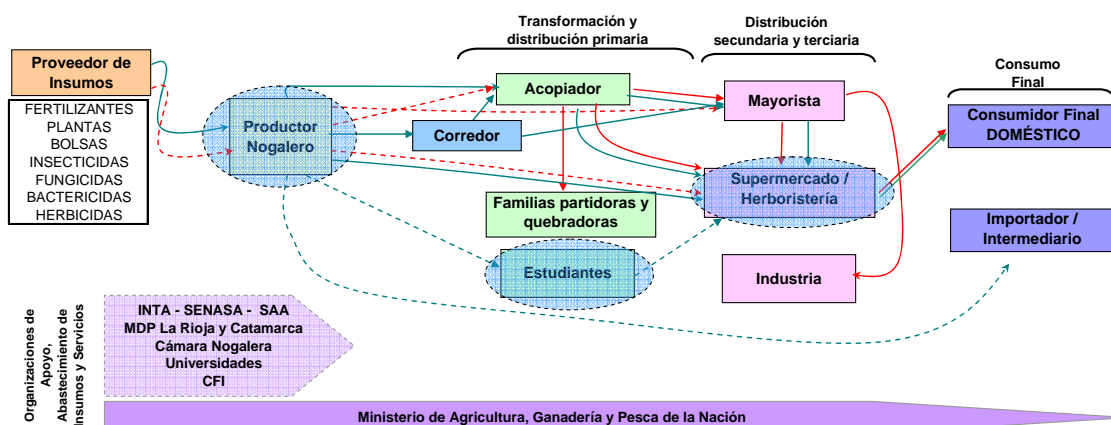 Transformación y
distribución primaria
Distribución
secundaria y terciaria
Consumo
Final
Proveedor de
Insumos
FERTILIZANTES
PLANTAS
BOLSAS
INSECTICIDAS
FUNGICIDAS
BACTERICIDAS
HERBICIDAS
Productor
Nogalero
Corredor
Acopiador
Familias partidoras y
quebradoras
Estudiantes
Mayorista
Supermercado /
Herboristería
Industria
Consumidor Final
DOMÉSTICO
Importador /
Intermediario
Organizaciones de
Apoyo,
Abastecimiento de
Insumos y Servicios
INTA - SENASA - SAA
MDP La Rioja y Catamarca
Cámara Nogalera
Universidades
CFI
Ministerio de Agricultura, Ganadería y Pesca de la Nación